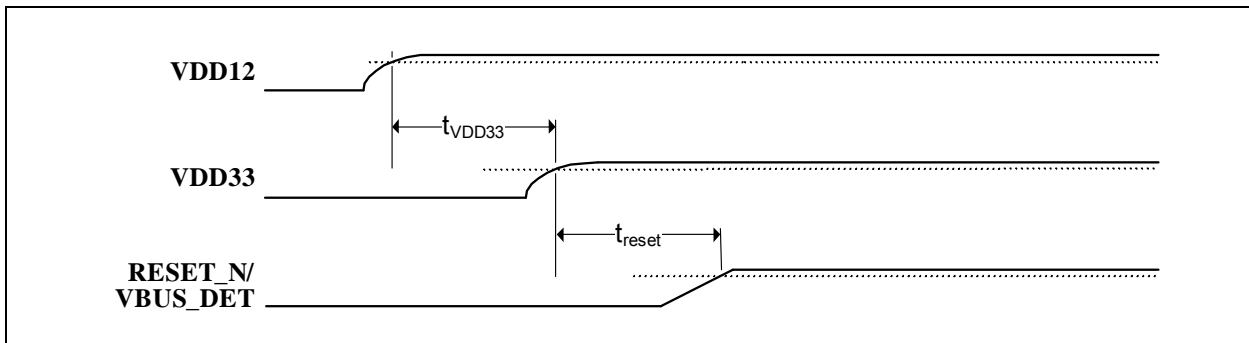 VDD12
tVDD33
VDD33
treset
RESET_N/
VBUS_DET